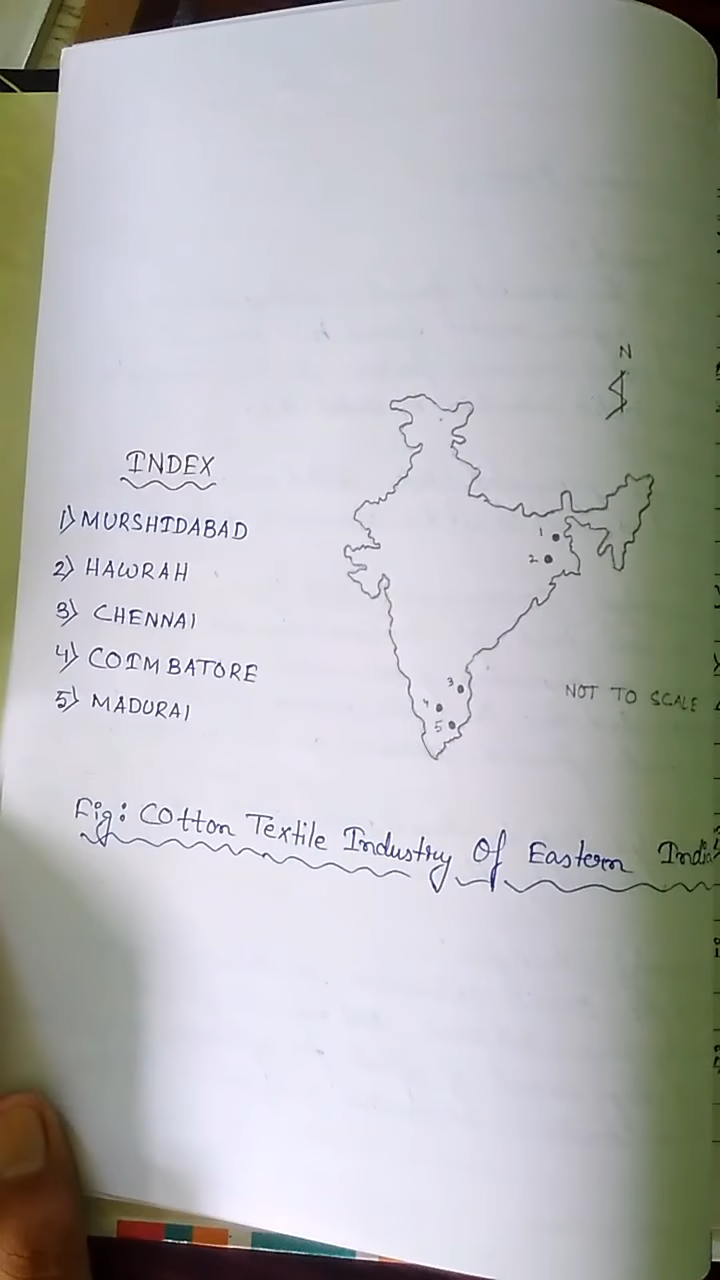 N
INDEX
1) MURSHIDABAD
2) HAWRAH
3) CHENNAI
4) COIMBATORE
5) MADURAI
1
2
3
4
5
NOT TO SCALE
Fig: Cotton Textile Industry Of Eastern India